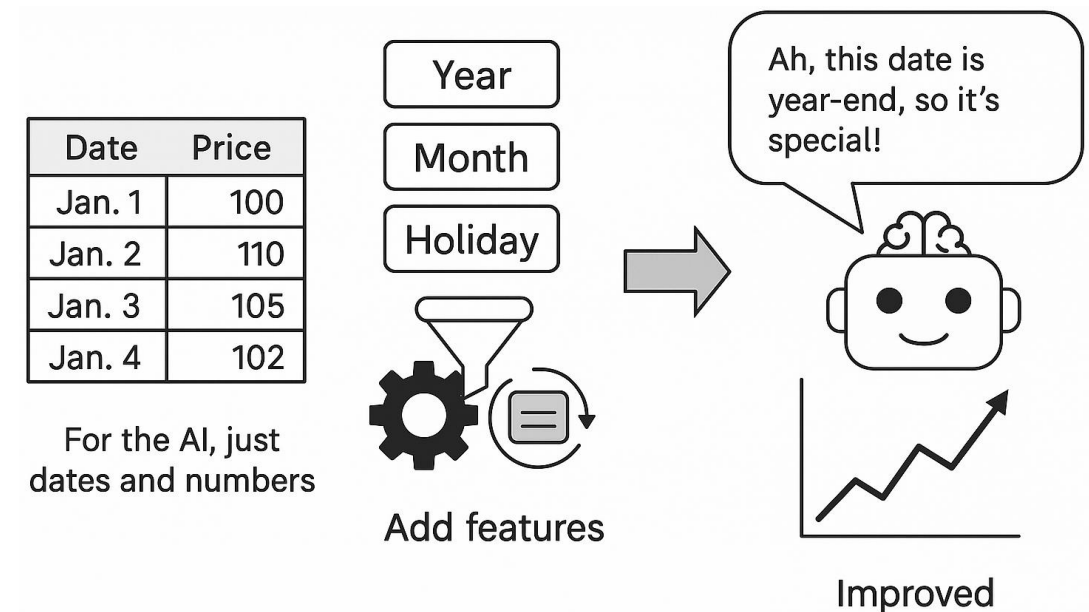 Date Price
Jan. 1 100
Jan. 2 110
Jan. 3 105
Jan. 4 102
For the AI, just
dates and numbers
Year
Month
Holiday
Add features
Ah, this date is
year-end, so it’s
special!
Improved